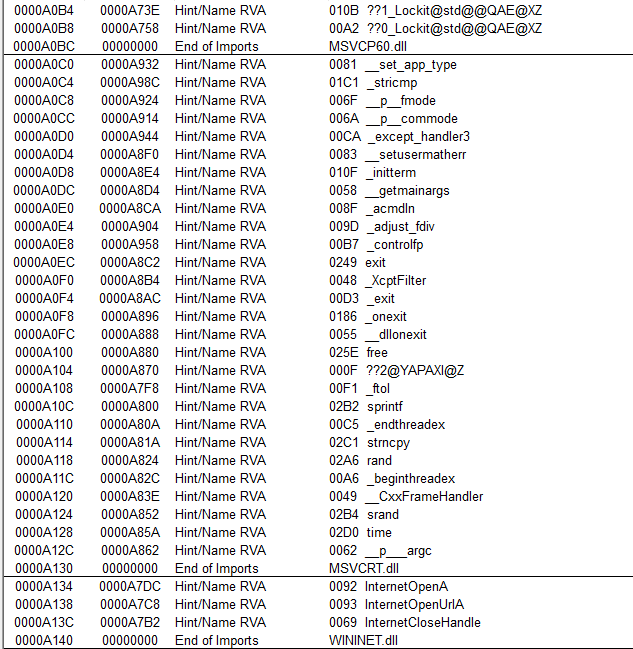 0000A0B4 0000A73E Hint/Name RVA 010B ??1_Lockit@std@@QAE@XZ
0000A0B8 0000A758 Hint/Name RVA 00A2 ??0_Lockit@std@@QAE@XZ
0000A0BC 00000000 End of Imports MSVCP60.dll
0000A0C0 0000A932 Hint/Name RVA 0081 __set_app_type
0000A0C4 0000A98C Hint/Name RVA 01C1 _stricmp
0000A0C8 0000A924 Hint/Name RVA 006F __p__fmode
0000A0CC 0000A914 Hint/Name RVA 006A __p__commode
0000A0D0 0000A944 Hint/Name RVA 00CA _except_handler3
0000A0D4 0000A8F0 Hint/Name RVA 0083 __setusermatherr
0000A0D8 0000A8E4 Hint/Name RVA 010F _initterm
0000A0DC 0000A8D4 Hint/Name RVA 0058 __getmainargs
0000A0E0 0000A8CA Hint/Name RVA 008F _acmdln
0000A0E4 0000A904 Hint/Name RVA 009D _adjust_fdiv
0000A0E8 0000A958 Hint/Name RVA 00B7 _controlfp
0000A0EC 0000A8C2 Hint/Name RVA 0249 exit
0000A0F0 0000A8B4 Hint/Name RVA 0048 _XcptFilter
0000A0F4 0000A8AC Hint/Name RVA 00D3 _exit
0000A0F8 0000A896 Hint/Name RVA 0186 _onexit
0000A0FC 0000A888 Hint/Name RVA 0055 __dllonexit
0000A100 0000A880 Hint/Name RVA 025E free
0000A104 0000A870 Hint/Name RVA 000F ??2@YAPAXI@Z
0000A108 0000A7F8 Hint/Name RVA 00F1 _ftol
0000A10C 0000A800 Hint/Name RVA 02B2 sprintf
0000A110 0000A80A Hint/Name RVA 00C5 _endthreadex
0000A114 0000A81A Hint/Name RVA 02C1 strncpy
0000A118 0000A824 Hint/Name RVA 02A6 rand
0000A11C 0000A82C Hint/Name RVA 00A6 _beginthreadex
0000A120 0000A83E Hint/Name RVA 0049 __CxxFrameHandler
0000A124 0000A852 Hint/Name RVA 02B4 srand
0000A128 0000A85A Hint/Name RVA 02D0 time
0000A12C 0000A862 Hint/Name RVA 0062 __p___argc
0000A130 00000000 End of Imports MSVCRT.dll
0000A134 0000A7DC Hint/Name RVA 0092 InternetOpenA
0000A138 0000A7C8 Hint/Name RVA 0093 InternetOpenUrlA
0000A13C 0000A7B2 Hint/Name RVA 0069 InternetCloseHandle
0000A140 00000000 End of Imports WININET.dll